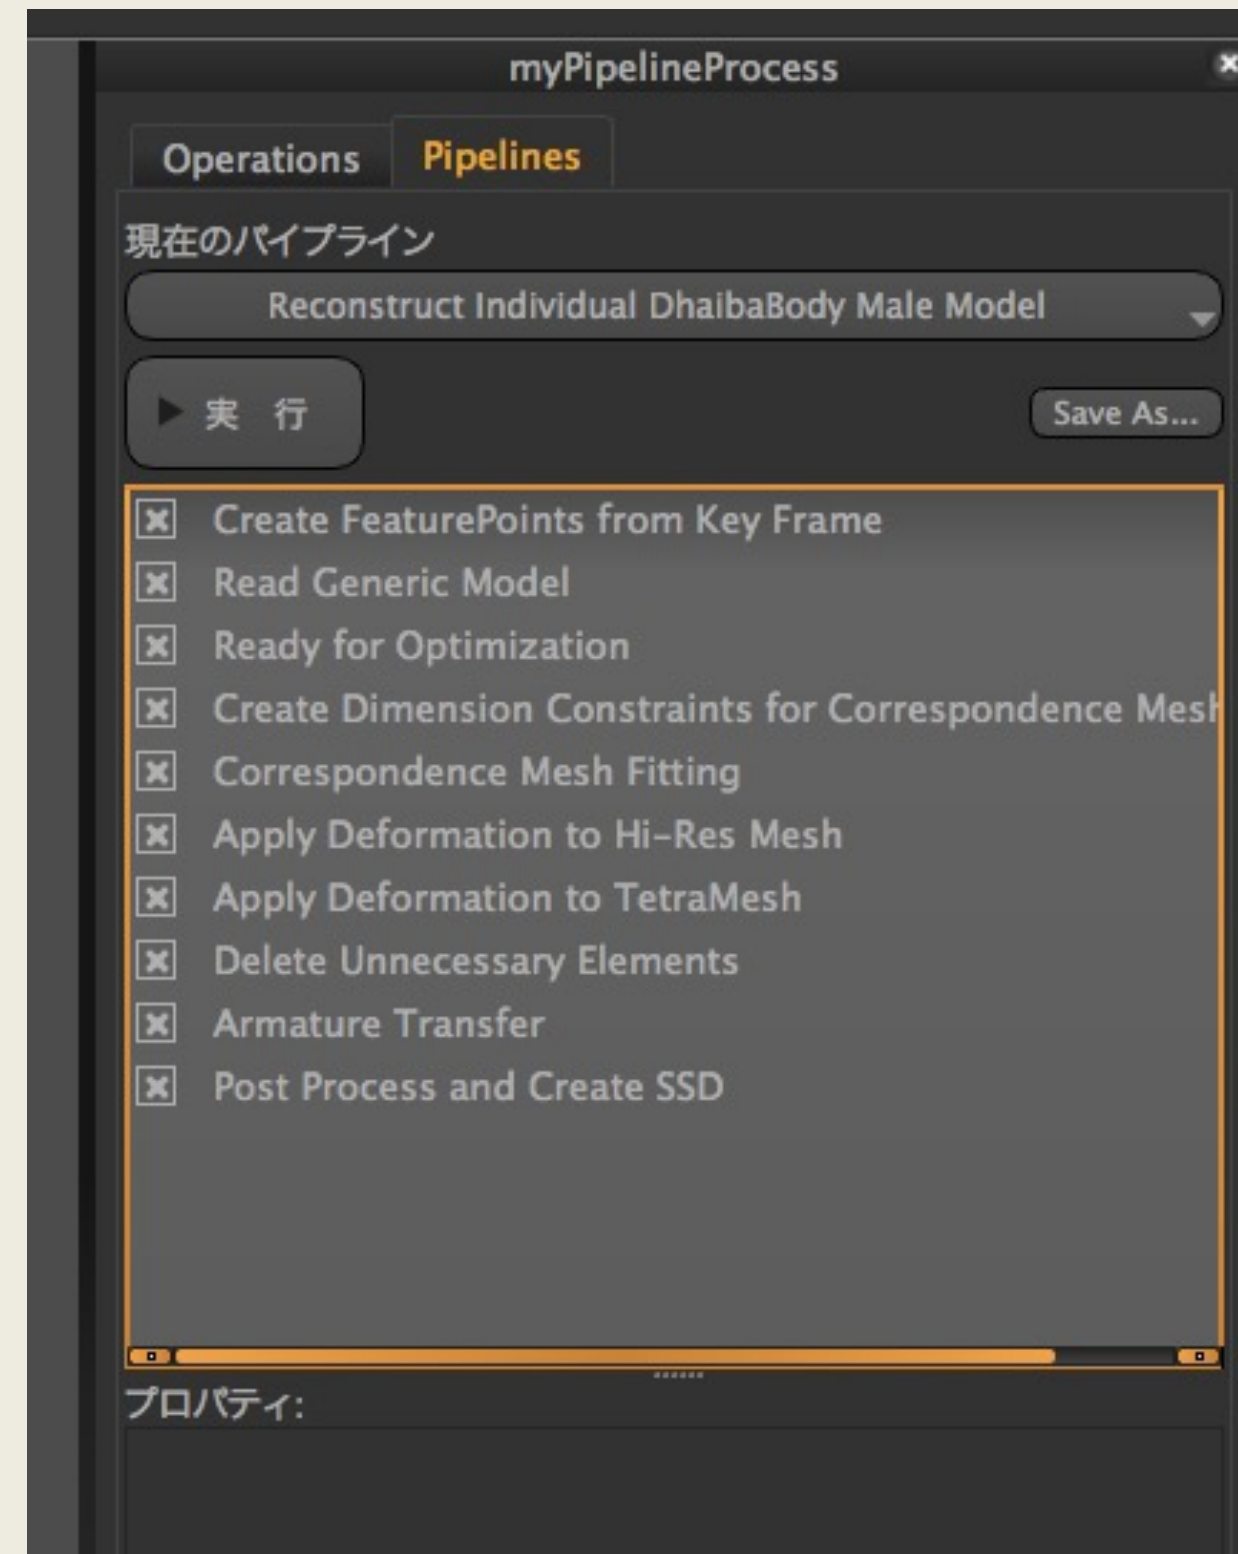 myPipelineProcess
Operations
Pipelines
現在のパイプライン
Reconstruct Individual DhaibaBody Male Model
実 行
Save As...
Create FeaturePoints from Key Frame
Read Generic Model
Ready for Optimization
Create Dimension Constraints for Correspondence
Correspondence Mesh Fitting
Apply Deformation to Hi-Res Mesh
Apply Deformation to TetraMesh
Delete Unnecessary Elements
Armature Transfer
Post Process and Create SSD
プロパティ: